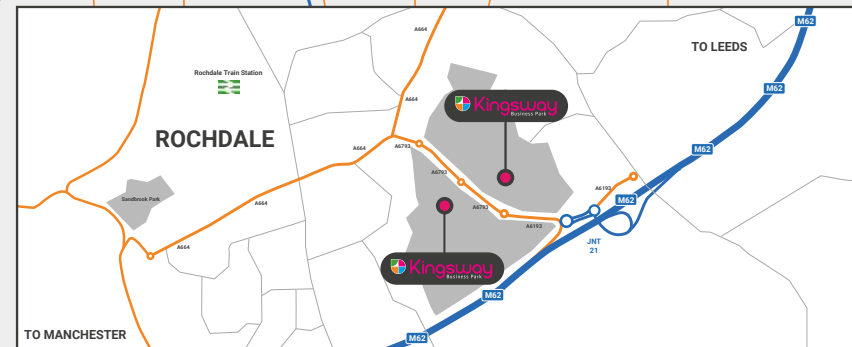 M62
A664
TO LEEDS
Rochdale Train Station
M62
A664
Kingsway
Business Park
ROCHDALE
A664
A6793
M62
A6793
A6193
Sandbrook Park
M62
A664
A6793
A6193
JNT
21
A664
Kingsway
Business Park
M62
TO MANCHESTER
M62